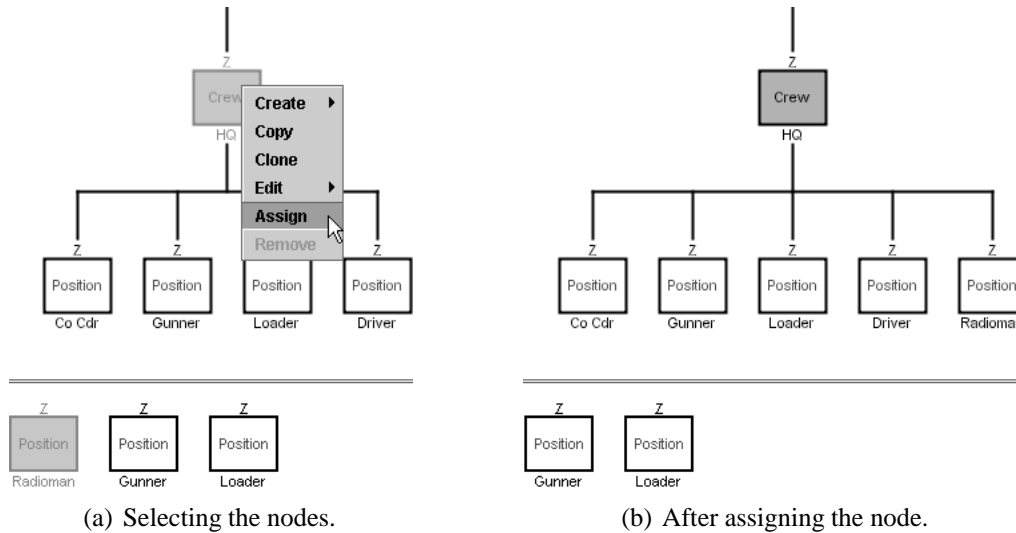 Z
Crew
HQ
Create
Copy
Clone
Edit
Assign
Remove
Z Z Z
Position Position Position Position
Co Cdr Gunner Loader Driver
Z Z Z
Position Position Position
Radioman Gunner Loader
(a) Selecting the nodes.
Z
Crew
HQ
Z Z Z Z Z
Position Position Position Position Position
Co Cdr Gunner Loader Driver
Z Z
Position Position
Gunner Loader
(b) After assigning the node.